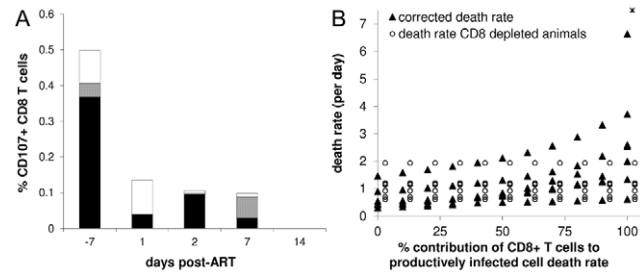 A
0.6
0.5
0.4
0.3
0.2
0.1
0
% CD107+ CD8 T cells
-7 1 2 7 14
days post-ART
B
7
6
5
4
3
2
1
0
death rate (per day)
corrected death rate
death rate CD8 depleted animals
0 25 50 75 100
% contribution of CD8+ T cells to
productively infected cell death rate